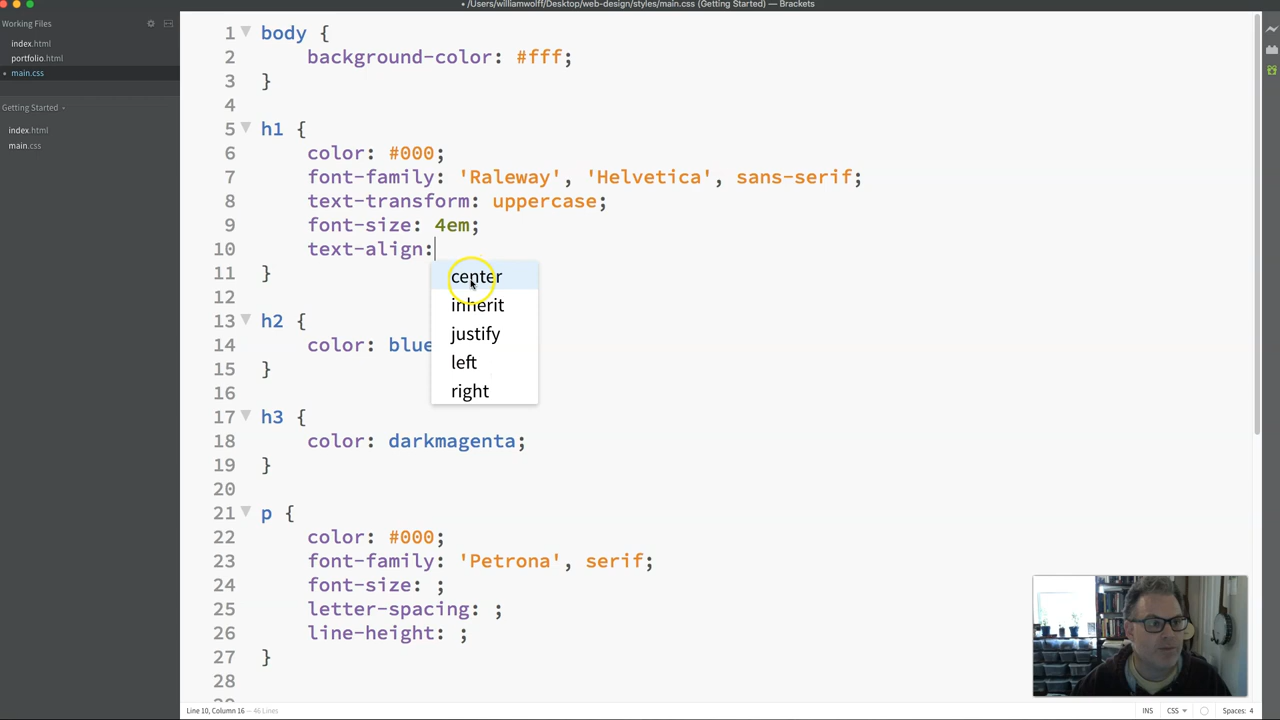 • /Users/williamwolff/Desktop/web-design/styles/main.css (Getting Started) — Brackets
Working Files
index.html
portfolio.html
• main.css
Getting Started
index.html
main.css
1 body {
2 background-color: #fff;
3 }
4
5 h1 {
6 color: #000;
7 font-family: 'Raleway', 'Helvetica', sans-serif;
8 text-transform: uppercase;
9 font-size: 4em;
10 text-align:
11 }
12
13 h2 {
14 color: blue
15 }
16
17 h3 {
18 color: darkmagenta;
19 }
20
21 p {
22 color: #000;
23 font-family: 'Petrona', serif;
24 font-size: ;
25 letter-spacing: ;
26 line-height: ;
27 }
28
center
inherit
justify
left
right
Line 10, Column 16 — 46 Lines
INS
CSS
Spaces: 4